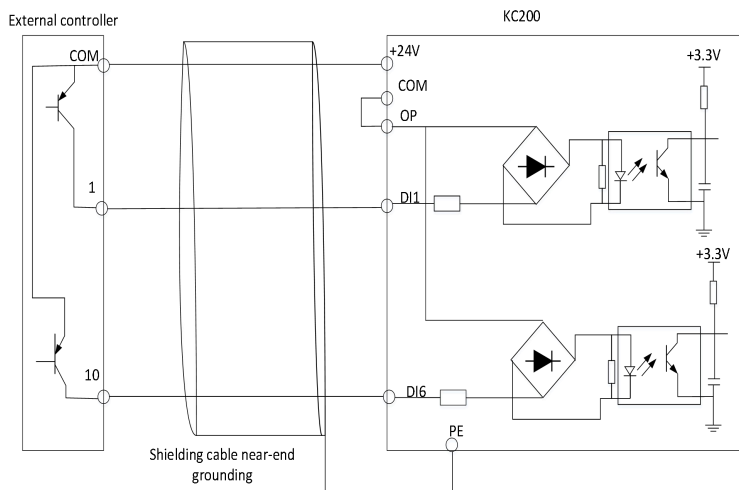 External controller
KC200
COM
+24V
+3.3V
COM
OP
1
DI1
+3.3V
10
DI6
PE
Shielding cable near-end
grounding